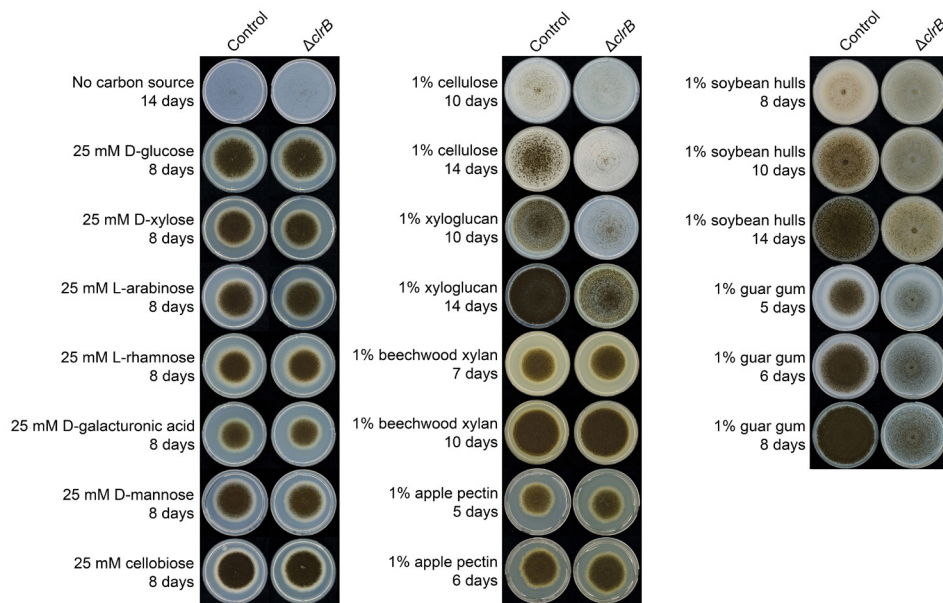 Control ΔclrB
No carbon source
14 days
25 mM D-glucose
8 days
25 mM D-xylose
8 days
25 mM L-arabinose
8 days
25 mM L-rhamnose
8 days
25 mM D-galacturonic acid
8 days
25 mM D-mannose
8 days
25 mM cellobiose
8 days
Control ΔclrB
1% cellulose
10 days
1% cellulose
14 days
1% xyloglucan
10 days
1% xyloglucan
14 days
1% beechwood xylan
7 days
1% beechwood xylan
10 days
1% apple pectin
5 days
1% apple pectin
6 days
Control ΔclrB
1% soybean hulls
8 days
1% soybean hulls
10 days
1% soybean hulls
14 days
1% guar gum
5 days
1% guar gum
6 days
1% guar gum
8 days